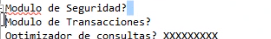 Modulo de Seguridad?
Modulo de Transacciones?
Optimizador de consultas? XXXXXXXXX